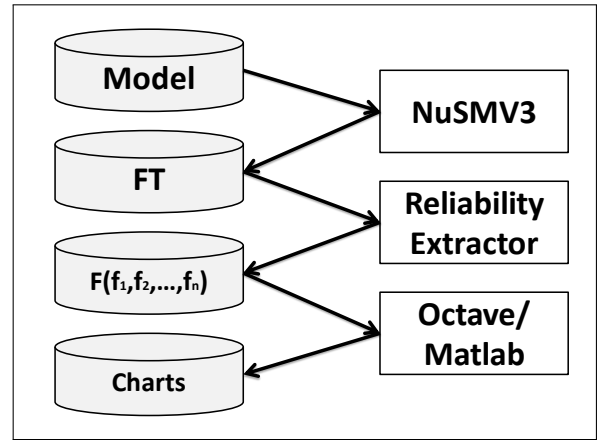 Model
NuSMV3
FT
Reliability
Extractor
F(f₁,f₂,...,fₙ)
Octave/
Matlab
Charts